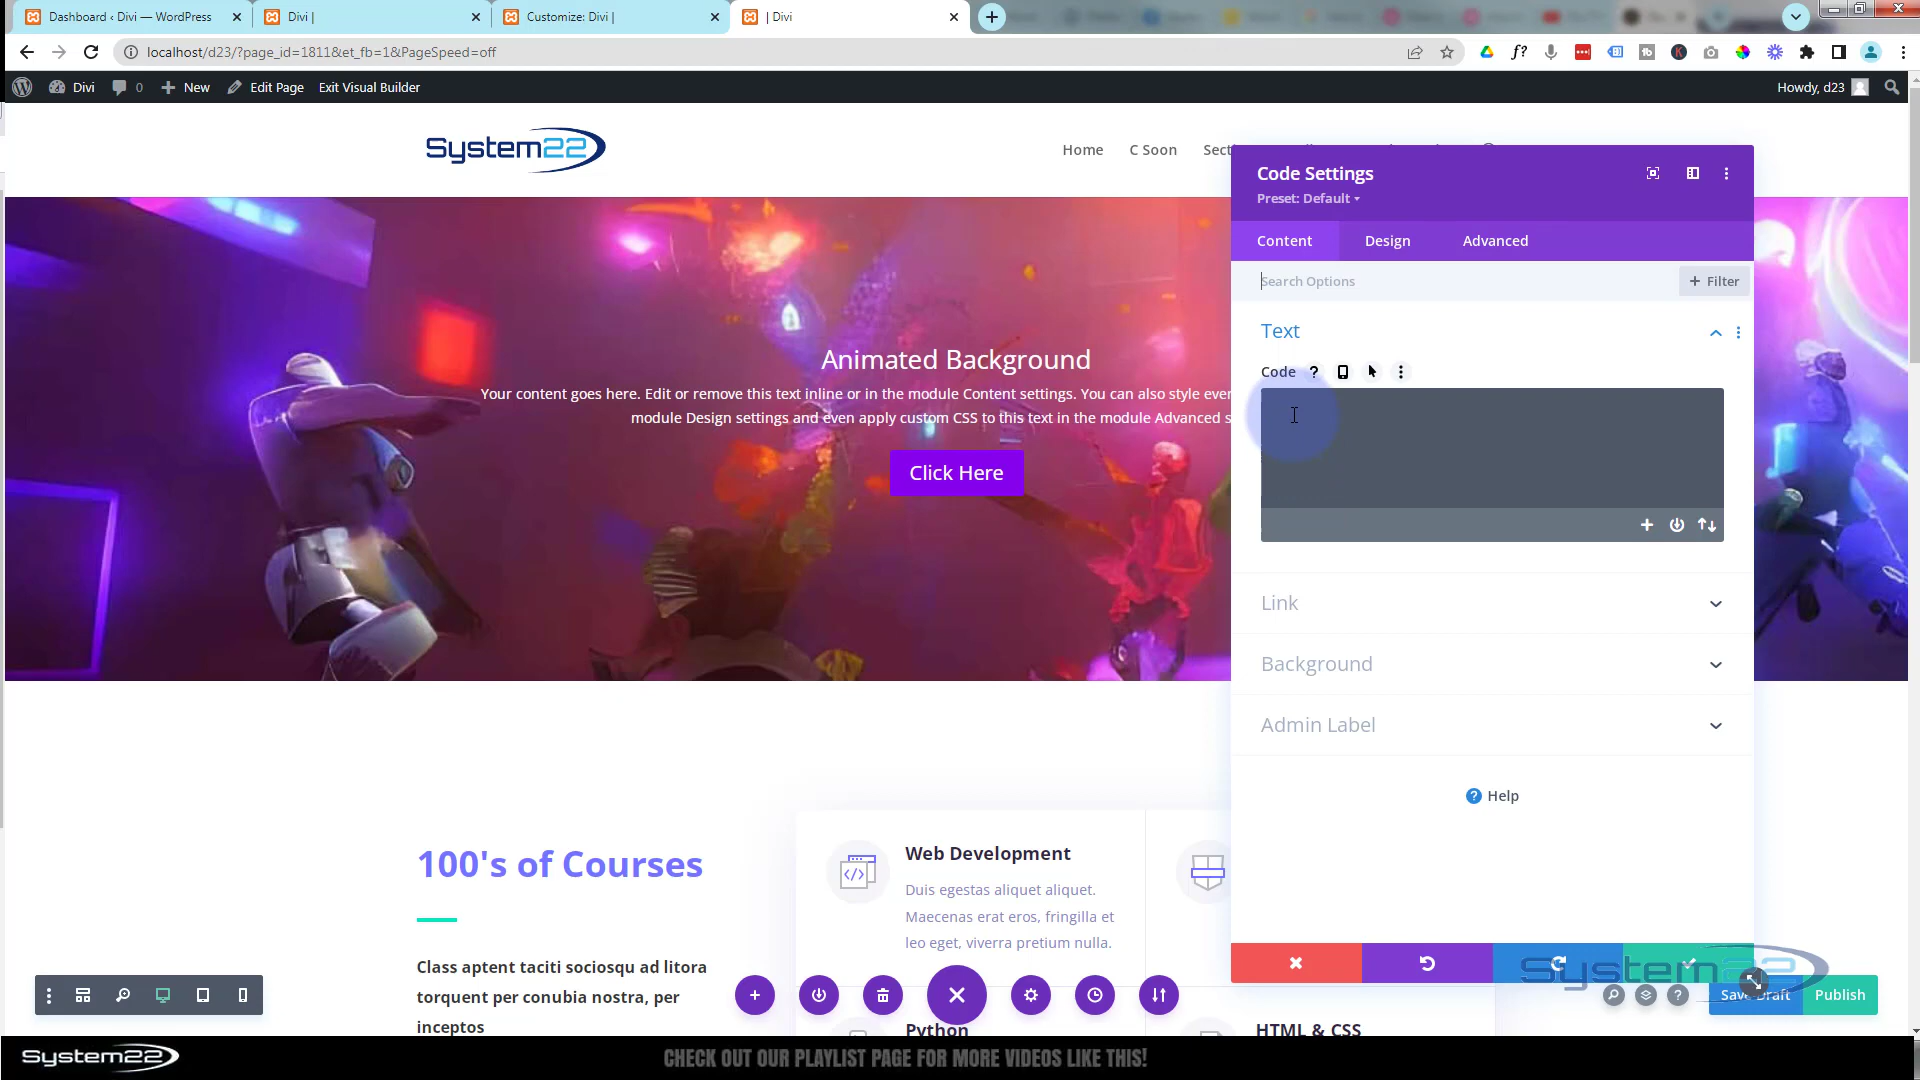 Dashboard ‹ Divi — WordPress
Divi |
Customize: Divi |
| Divi
localhost/d23/?page_id=1811&et_fb=1&PageSpeed=off
Divi
0
New
Edit Page
Exit Visual Builder
Howdy, d23
System22
Home
C Soon
Code Settings
Preset: Default
Content
Design
Advanced
Search Options
+ Filter
Text
Code ?
Link
Background
Admin Label
? Help
Animated Background
Your content goes here. Edit or remove this text inline or in the module Content settings. You can also style
module Design settings and even apply custom CSS to this text in the module Advanced
Click Here
100's of Courses
Class aptent taciti sociosqu ad litora
torquent per conubia nostra, per
inceptos
Web Development
Duis egestas aliquet aliquet.
Maecenas erat eros, fringilla et
leo eget, viverra pretium nulla.
Python
HTML & CSS
System22
Save Draft
Publish
System22
CHECK OUT OUR PLAYLIST PAGE FOR MORE VIDEOS LIKE THIS!